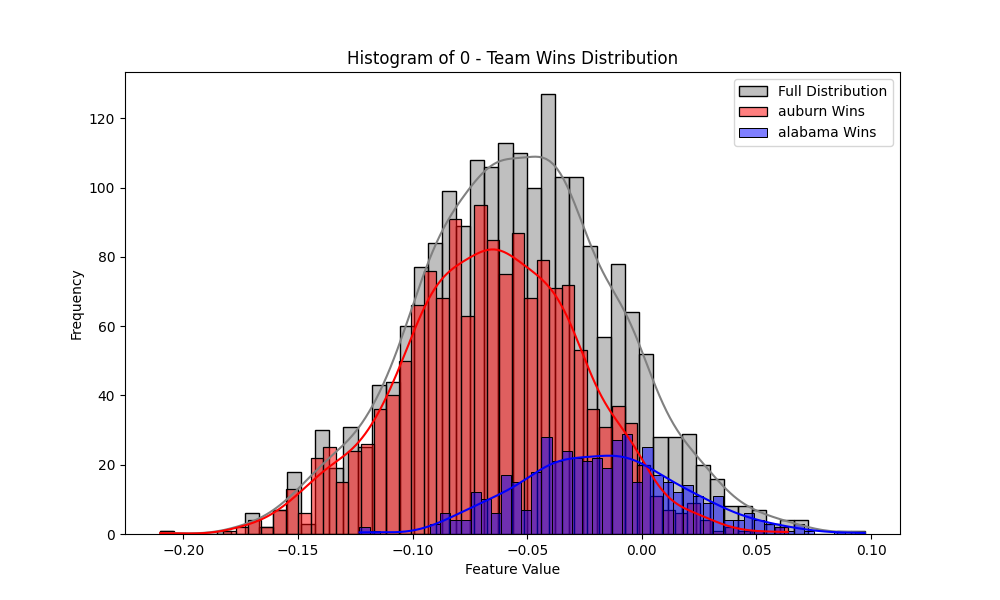 Histogram of 0 - Team Wins Distribution
Full Distribution
auburn Wins
alabama Wins
Frequency
120
100
80
60
40
20
0
−0.20
−0.15
−0.10
−0.05
0.00
0.05
0.10
Feature Value